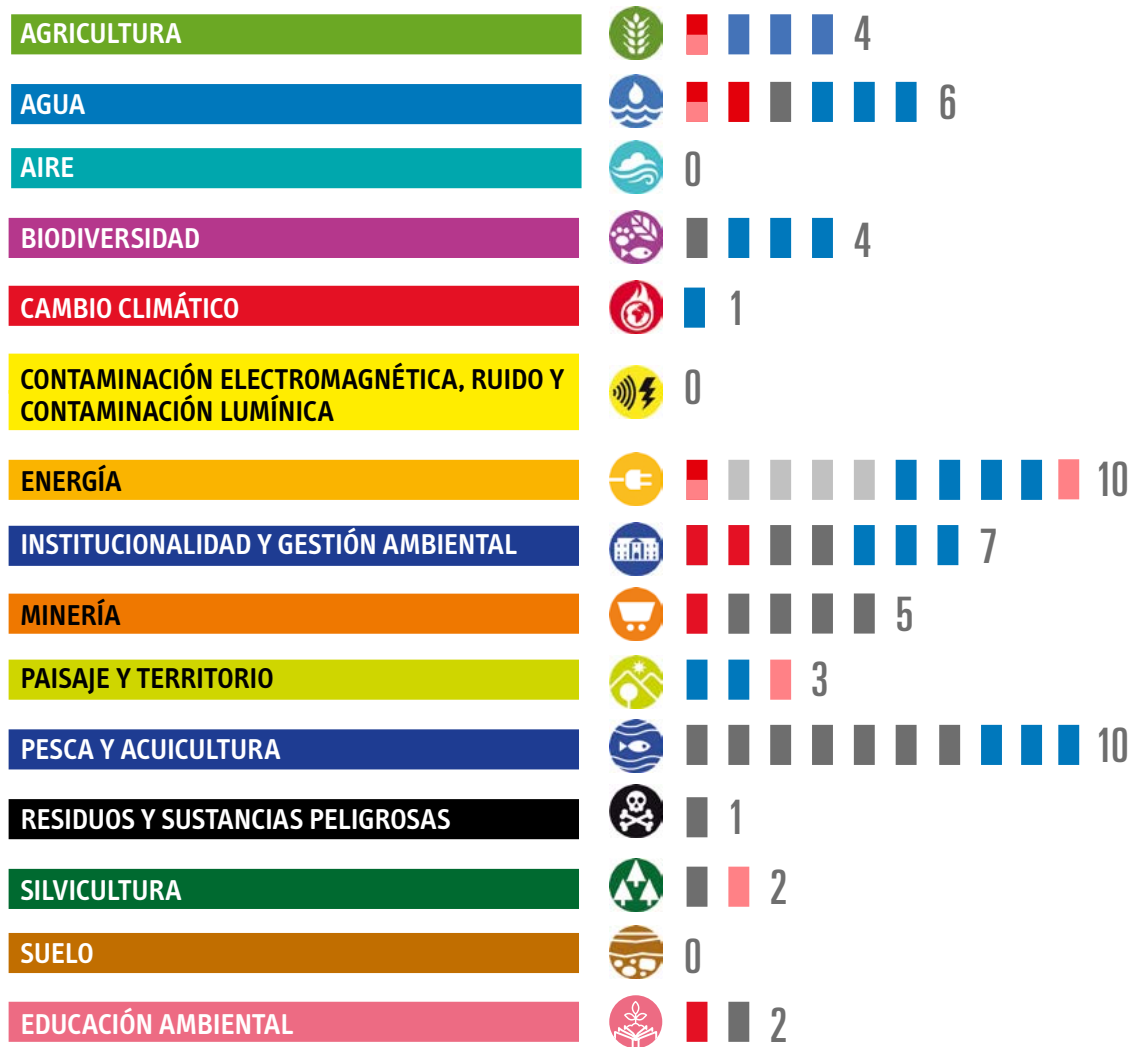 AGRICULTURA 4
AGUA 6
AIRE 0
BIODIVERSIDAD 4
CAMBIO CLIMÁTICO 1
CONTAMINACIÓN ELECTROMAGNÉTICA, RUIDO Y
CONTAMINACIÓN LUMÍNICA 0
ENERGÍA 10
INSTITUCIONALIDAD Y GESTIÓN AMBIENTAL 7
MINERÍA 5
PAISAJE Y TERRITORIO 3
PESCA Y ACUICULTURA 10
RESIDUOS Y SUSTANCIAS PELIGROSAS 1
SILVICULTURA 2
SUELO 0
EDUCACIÓN AMBIENTAL 2